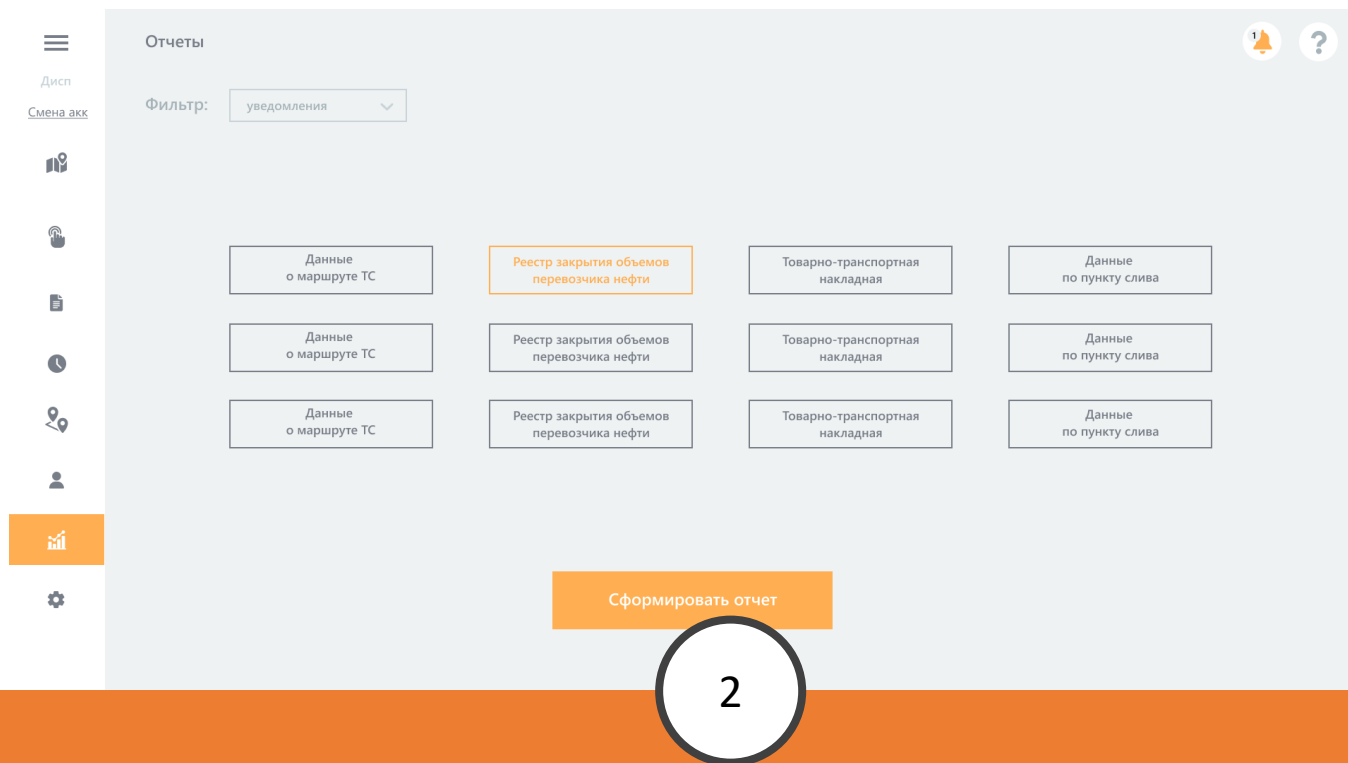 Отчеты
1
?
Дисп
Смена акк
Фильтр: уведомления
Данные
о маршруте ТС
Реестр закрытия объемов
перевозчика нефти
Товарно-транспортная
накладная
Данные
по пункту слива
Данные
о маршруте ТС
Реестр закрытия объемов
перевозчика нефти
Товарно-транспортная
накладная
Данные
по пункту слива
Данные
о маршруте ТС
Реестр закрытия объемов
перевозчика нефти
Товарно-транспортная
накладная
Данные
по пункту слива
Сформировать отчет
2